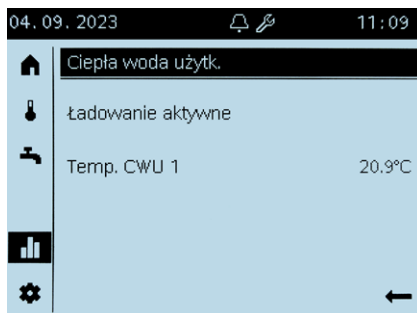 04.09.2023 11:09
Ciepła woda użytk.
Ładowanie aktywne
Temp. CWU 1 20.9°C